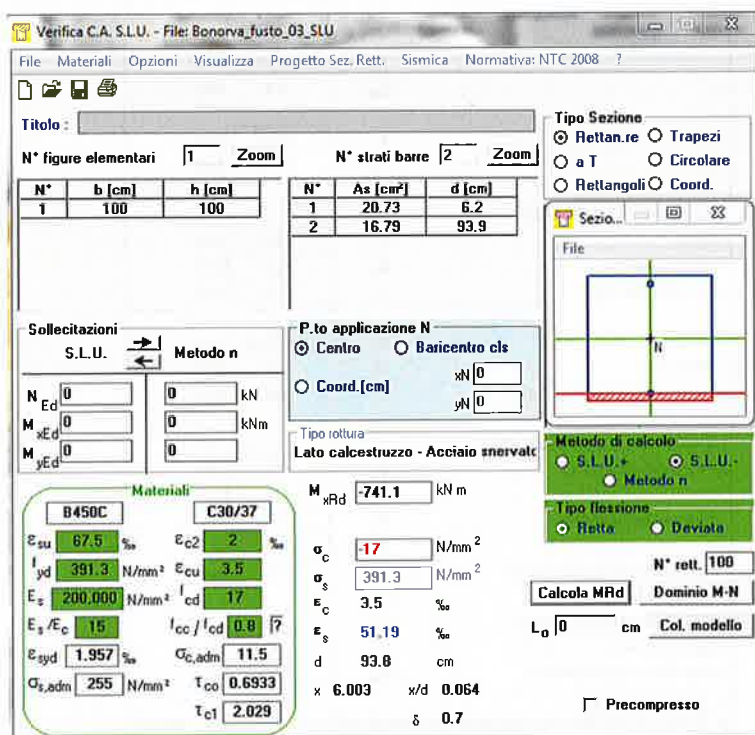 Verifica C.A. S.L.U. - File: Bonorva_fusto_03_SLU
File Materiali Opzioni Visualizza Progetto Sez. Rett. Sismica Normativa: NTC 2008 ?
Titolo :
N° figure elementari 1 Zoom
N° b [cm] h [cm]
1 100 100
N° strati barre 2 Zoom
N° As [cm²] d [cm]
1 20.73 6.2
2 16.79 93.9
Tipo Sezione
Rettan.re Trapezi
a T Circolare
Rettangoli Coord.
Sezio...
File
N
Sollecitazioni
S.L.U. Metodo n
N Ed 0 0 kN
M xEd 0 0 kNm
M yEd 0 0
P.to applicazione N
Centro Baricentro cls
Coord.[cm] xN 0
yN 0
Tipo rottura
Lato calcestruzzo - Acciaio snervato
Metodo di calcolo
S.L.U.+ S.L.U.-
Metodo n
Tipo flessione
Retta Deviata
Materiali
B450C C30/37
εsu 67.5 ‰ εc2 2 ‰
fyd 391.3 N/mm² εcu 3.5
Es 200.000 N/mm² fcd 17
Es /Ec 15 fcc / fcd 0.8 ?
εsyd 1.957 ‰ σc,adm 11.5
σs,adm 255 N/mm² τco 0.6933
τc1 2.029
M xRd -741.1 kN m
σc -17 N/mm²
σs 391.3 N/mm²
εc 3.5 ‰
εs 51.19 ‰
d 93.8 cm
x 6.003 x/d 0.064
δ 0.7
N° rett. 100
Calcola MRd Dominio M-N
L₀ 0 cm Col. modello
Precompresso